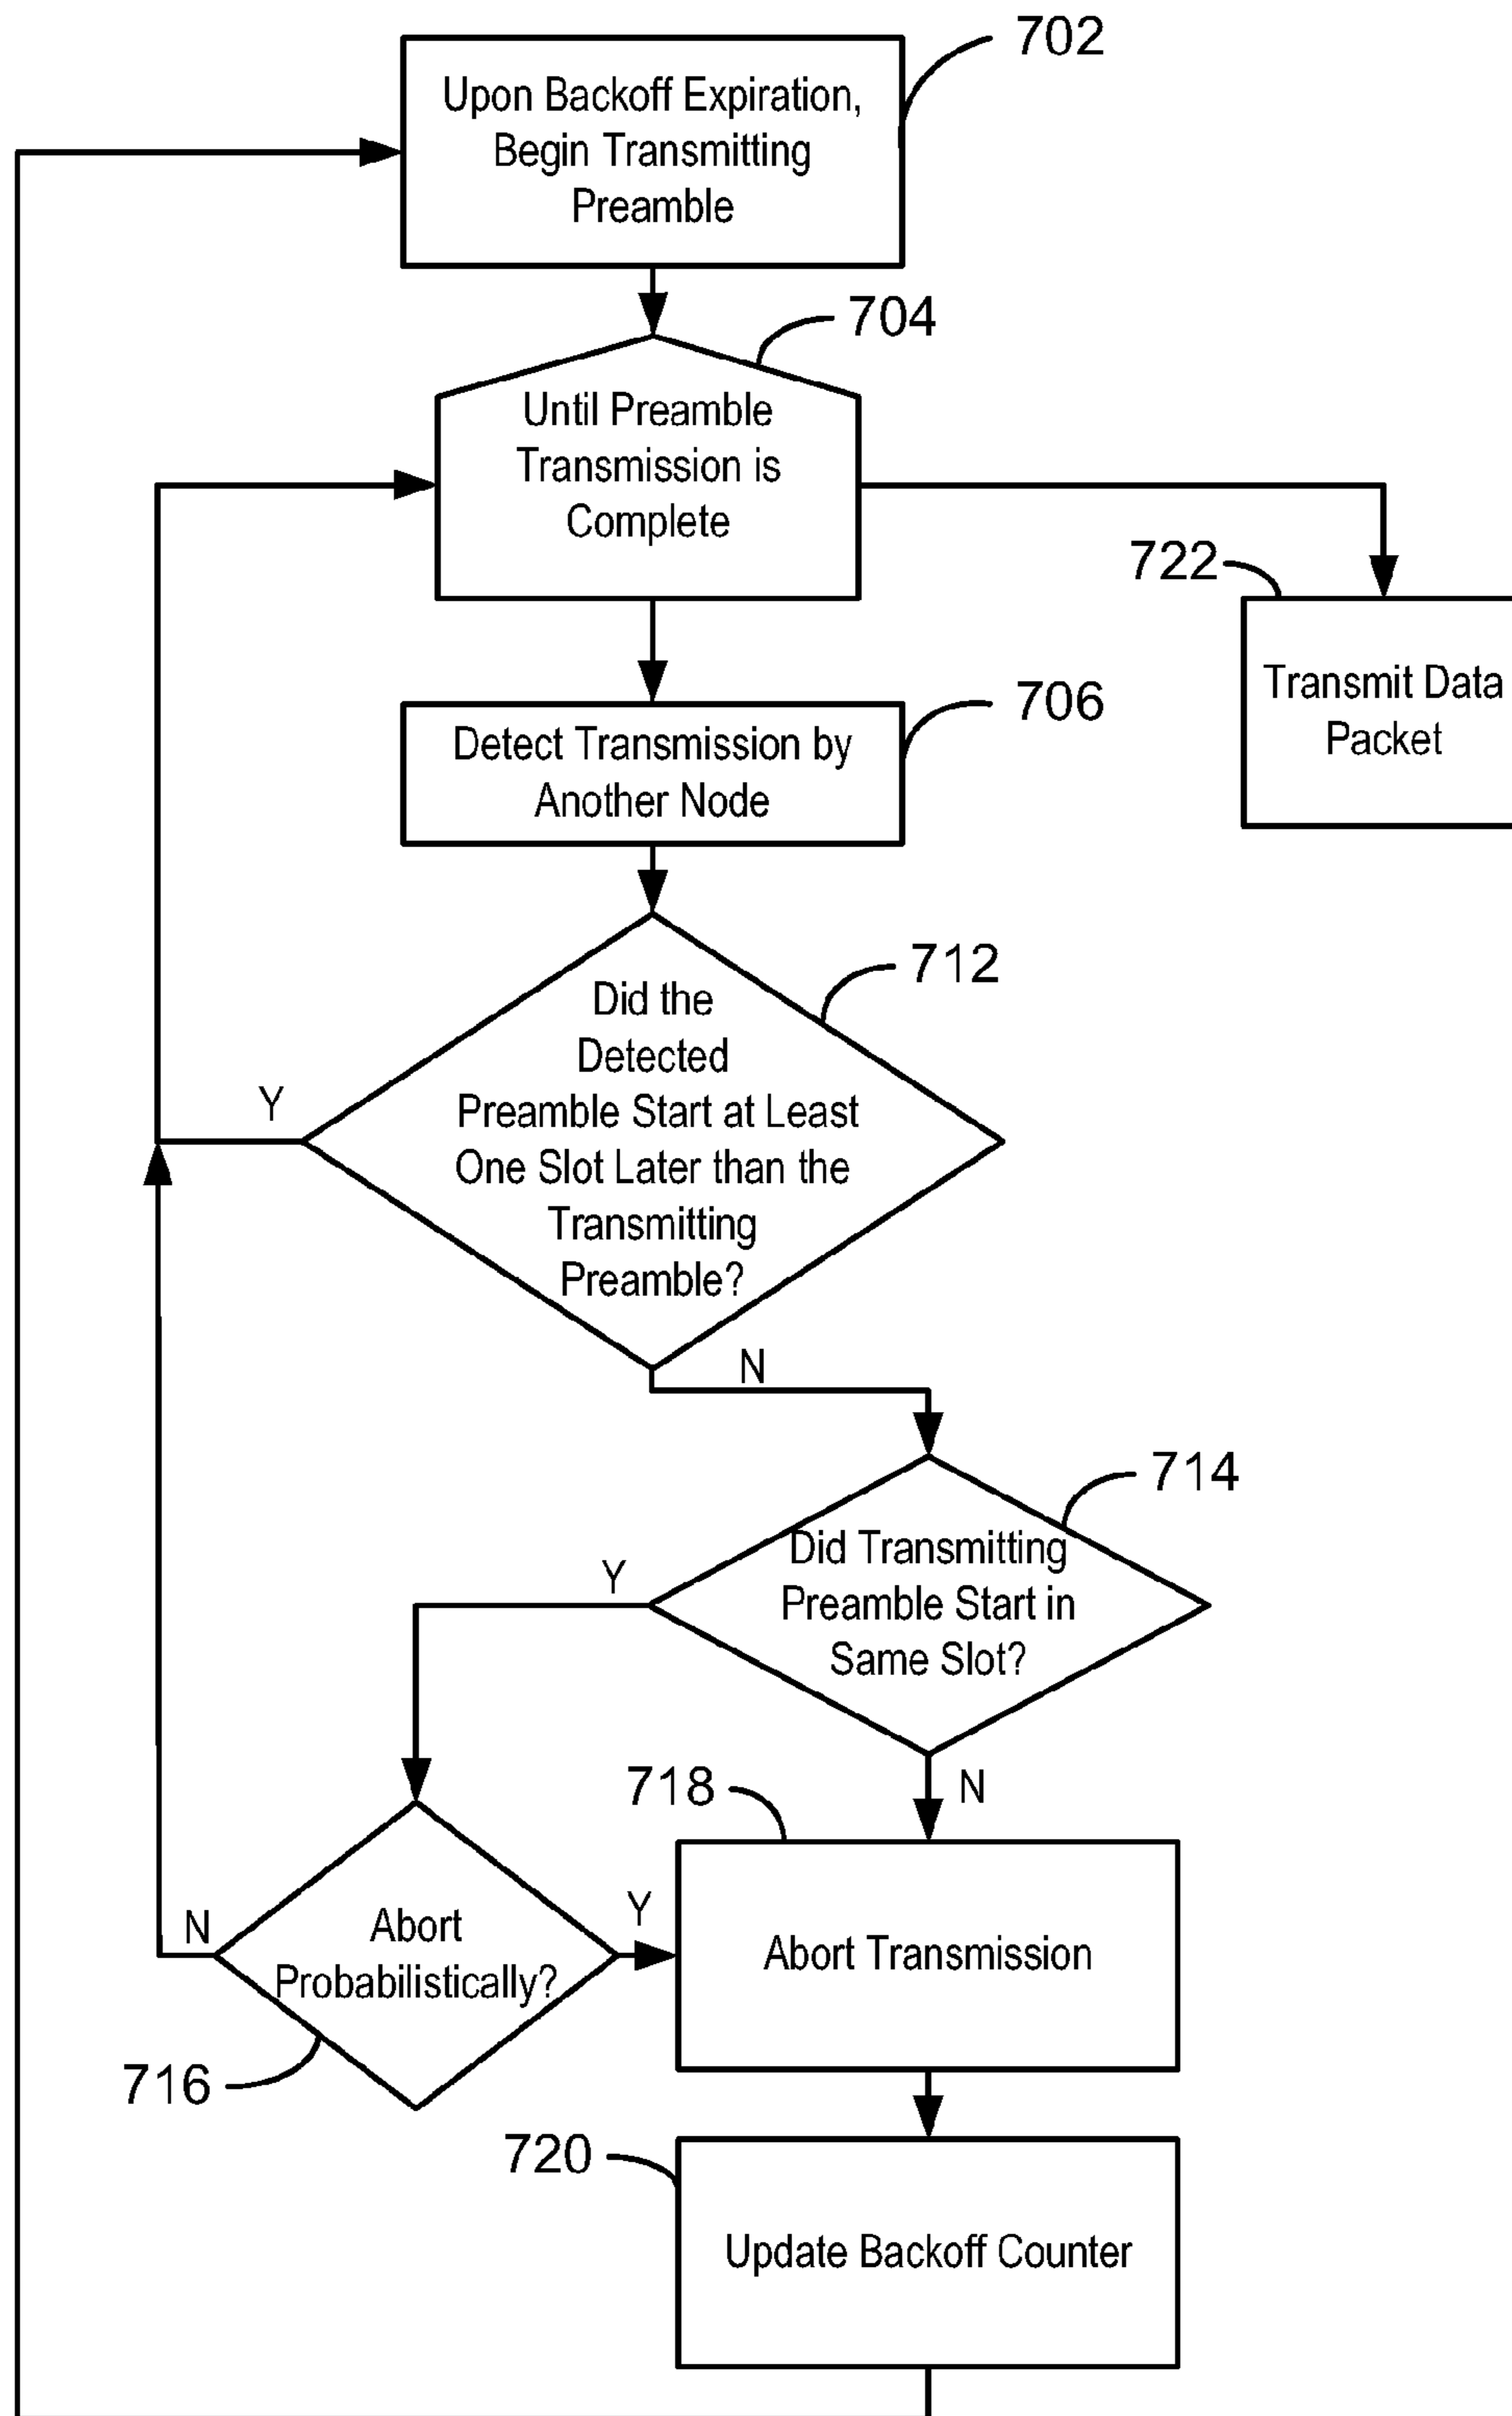 702
Upon Backoff Expiration,
Begin Transmitting
Preamble
704
Until Preamble
Transmission is
Complete
722
Transmit Data
Packet
706
Detect Transmission by
Another Node
712
Did the
Detected
Preamble Start at Least
One Slot Later than the
Transmitting
Preamble?
Y
N
714
Did Transmitting
Preamble Start in
Same Slot?
Y
N
718
Abort
Probabilistically?
N
Y
716
Abort Transmission
720
Update Backoff Counter